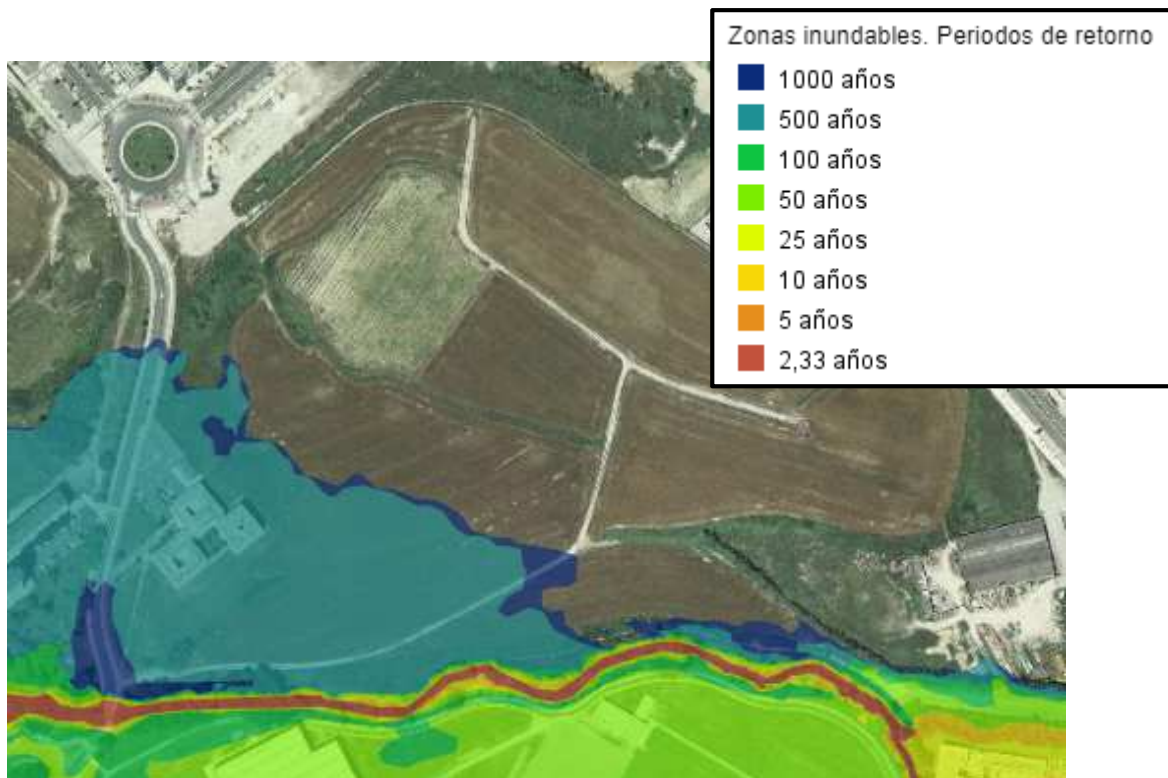 Zonas inundables. Periodos de retorno
1000 años
500 años
100 años
50 años
25 años
10 años
5 años
2,33 años